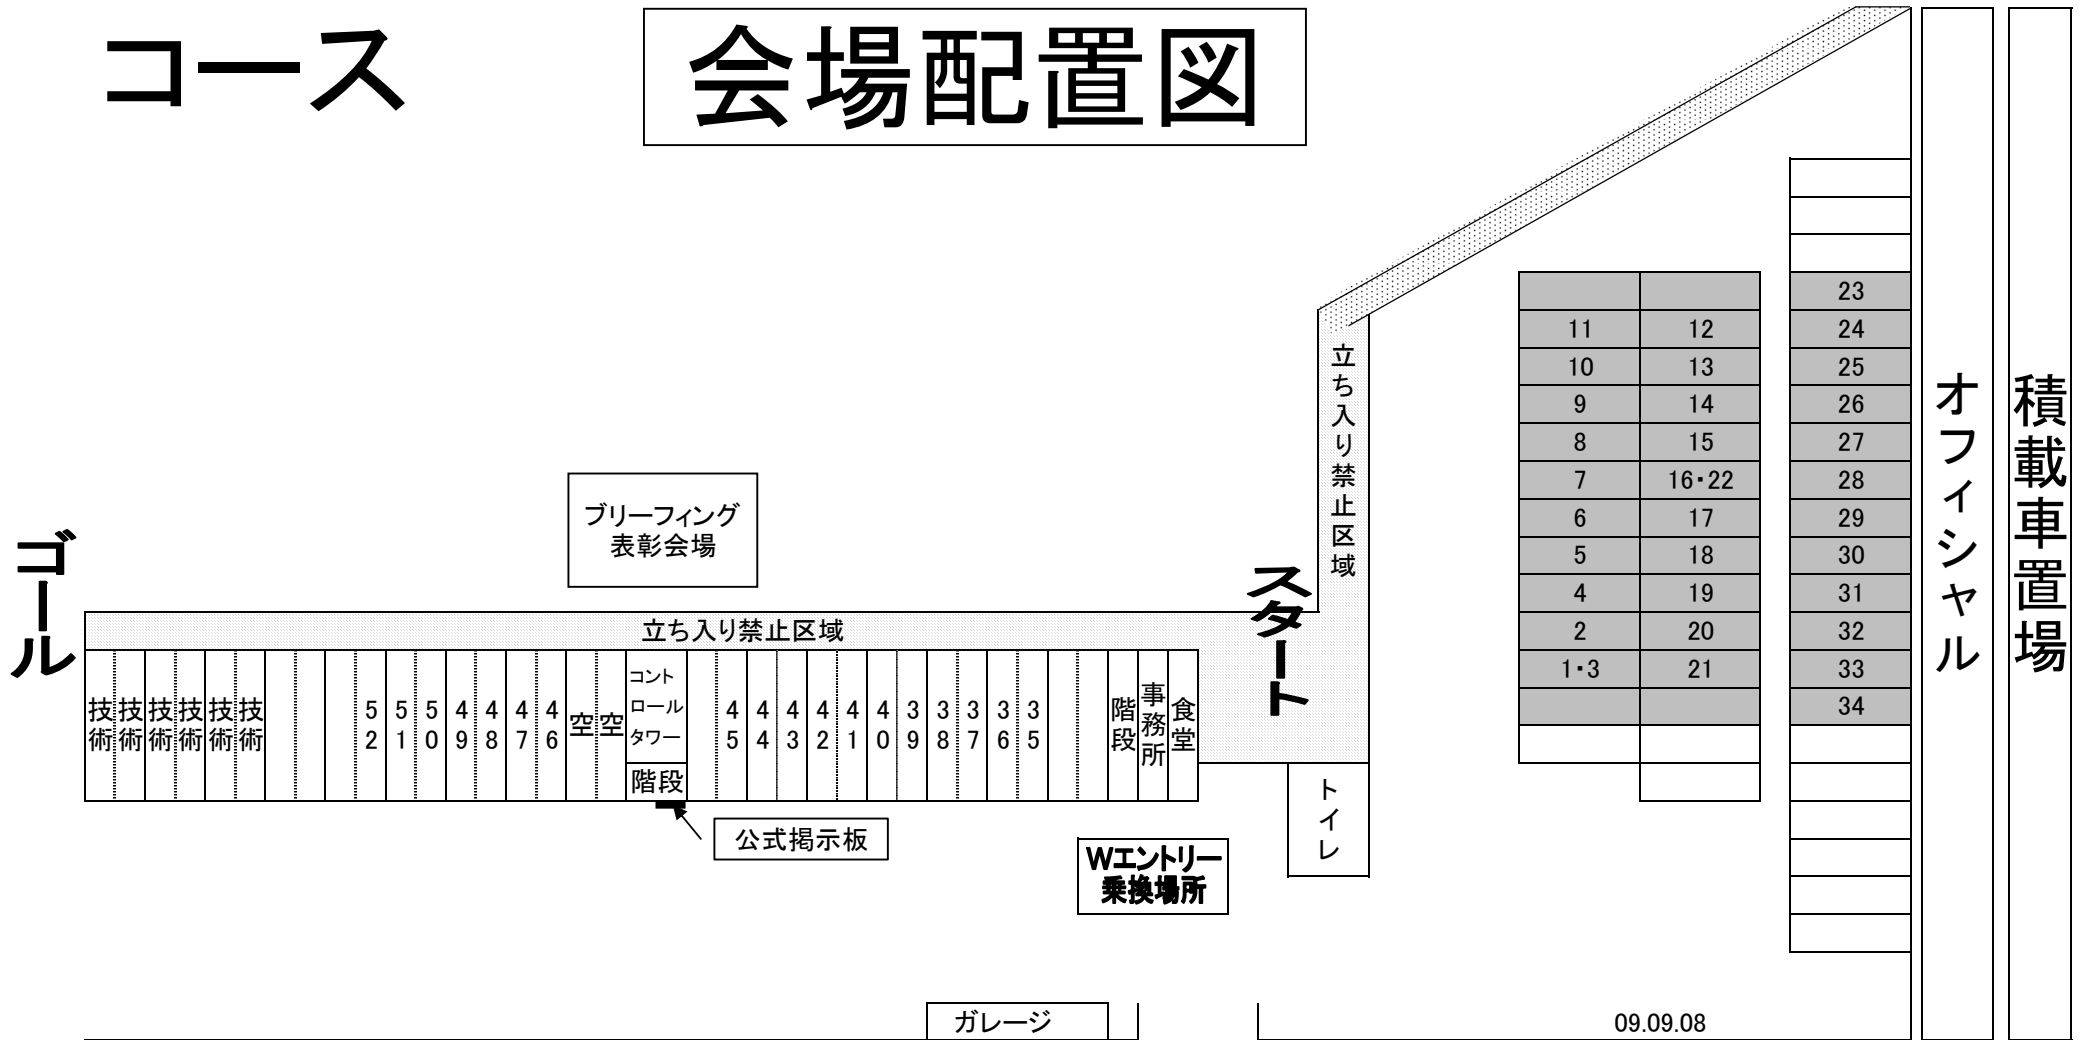 コース
会場配置図
23
11 12 24
10 13 25
9 14 26
8 15 27
7 16・22 28
6 17 29
5 18 30
4 19 31
2 20 32
1・3 21 33
34
オフィシャル
積載車置場
立ち入り禁止区域
ブリーフィング
表彰会場
ゴール
スタート
立ち入り禁止区域
技術 技術 技術 技術 技術 技術 52 51 50 49 48 47 46 空 空
コント
ロール
タワー
階段
45 44 43 42 41 40 39 38 37 36 35 階段 事務所 食堂
トイレ
公式掲示板
Wエントリー
乗換場所
ガレージ
09.09.08